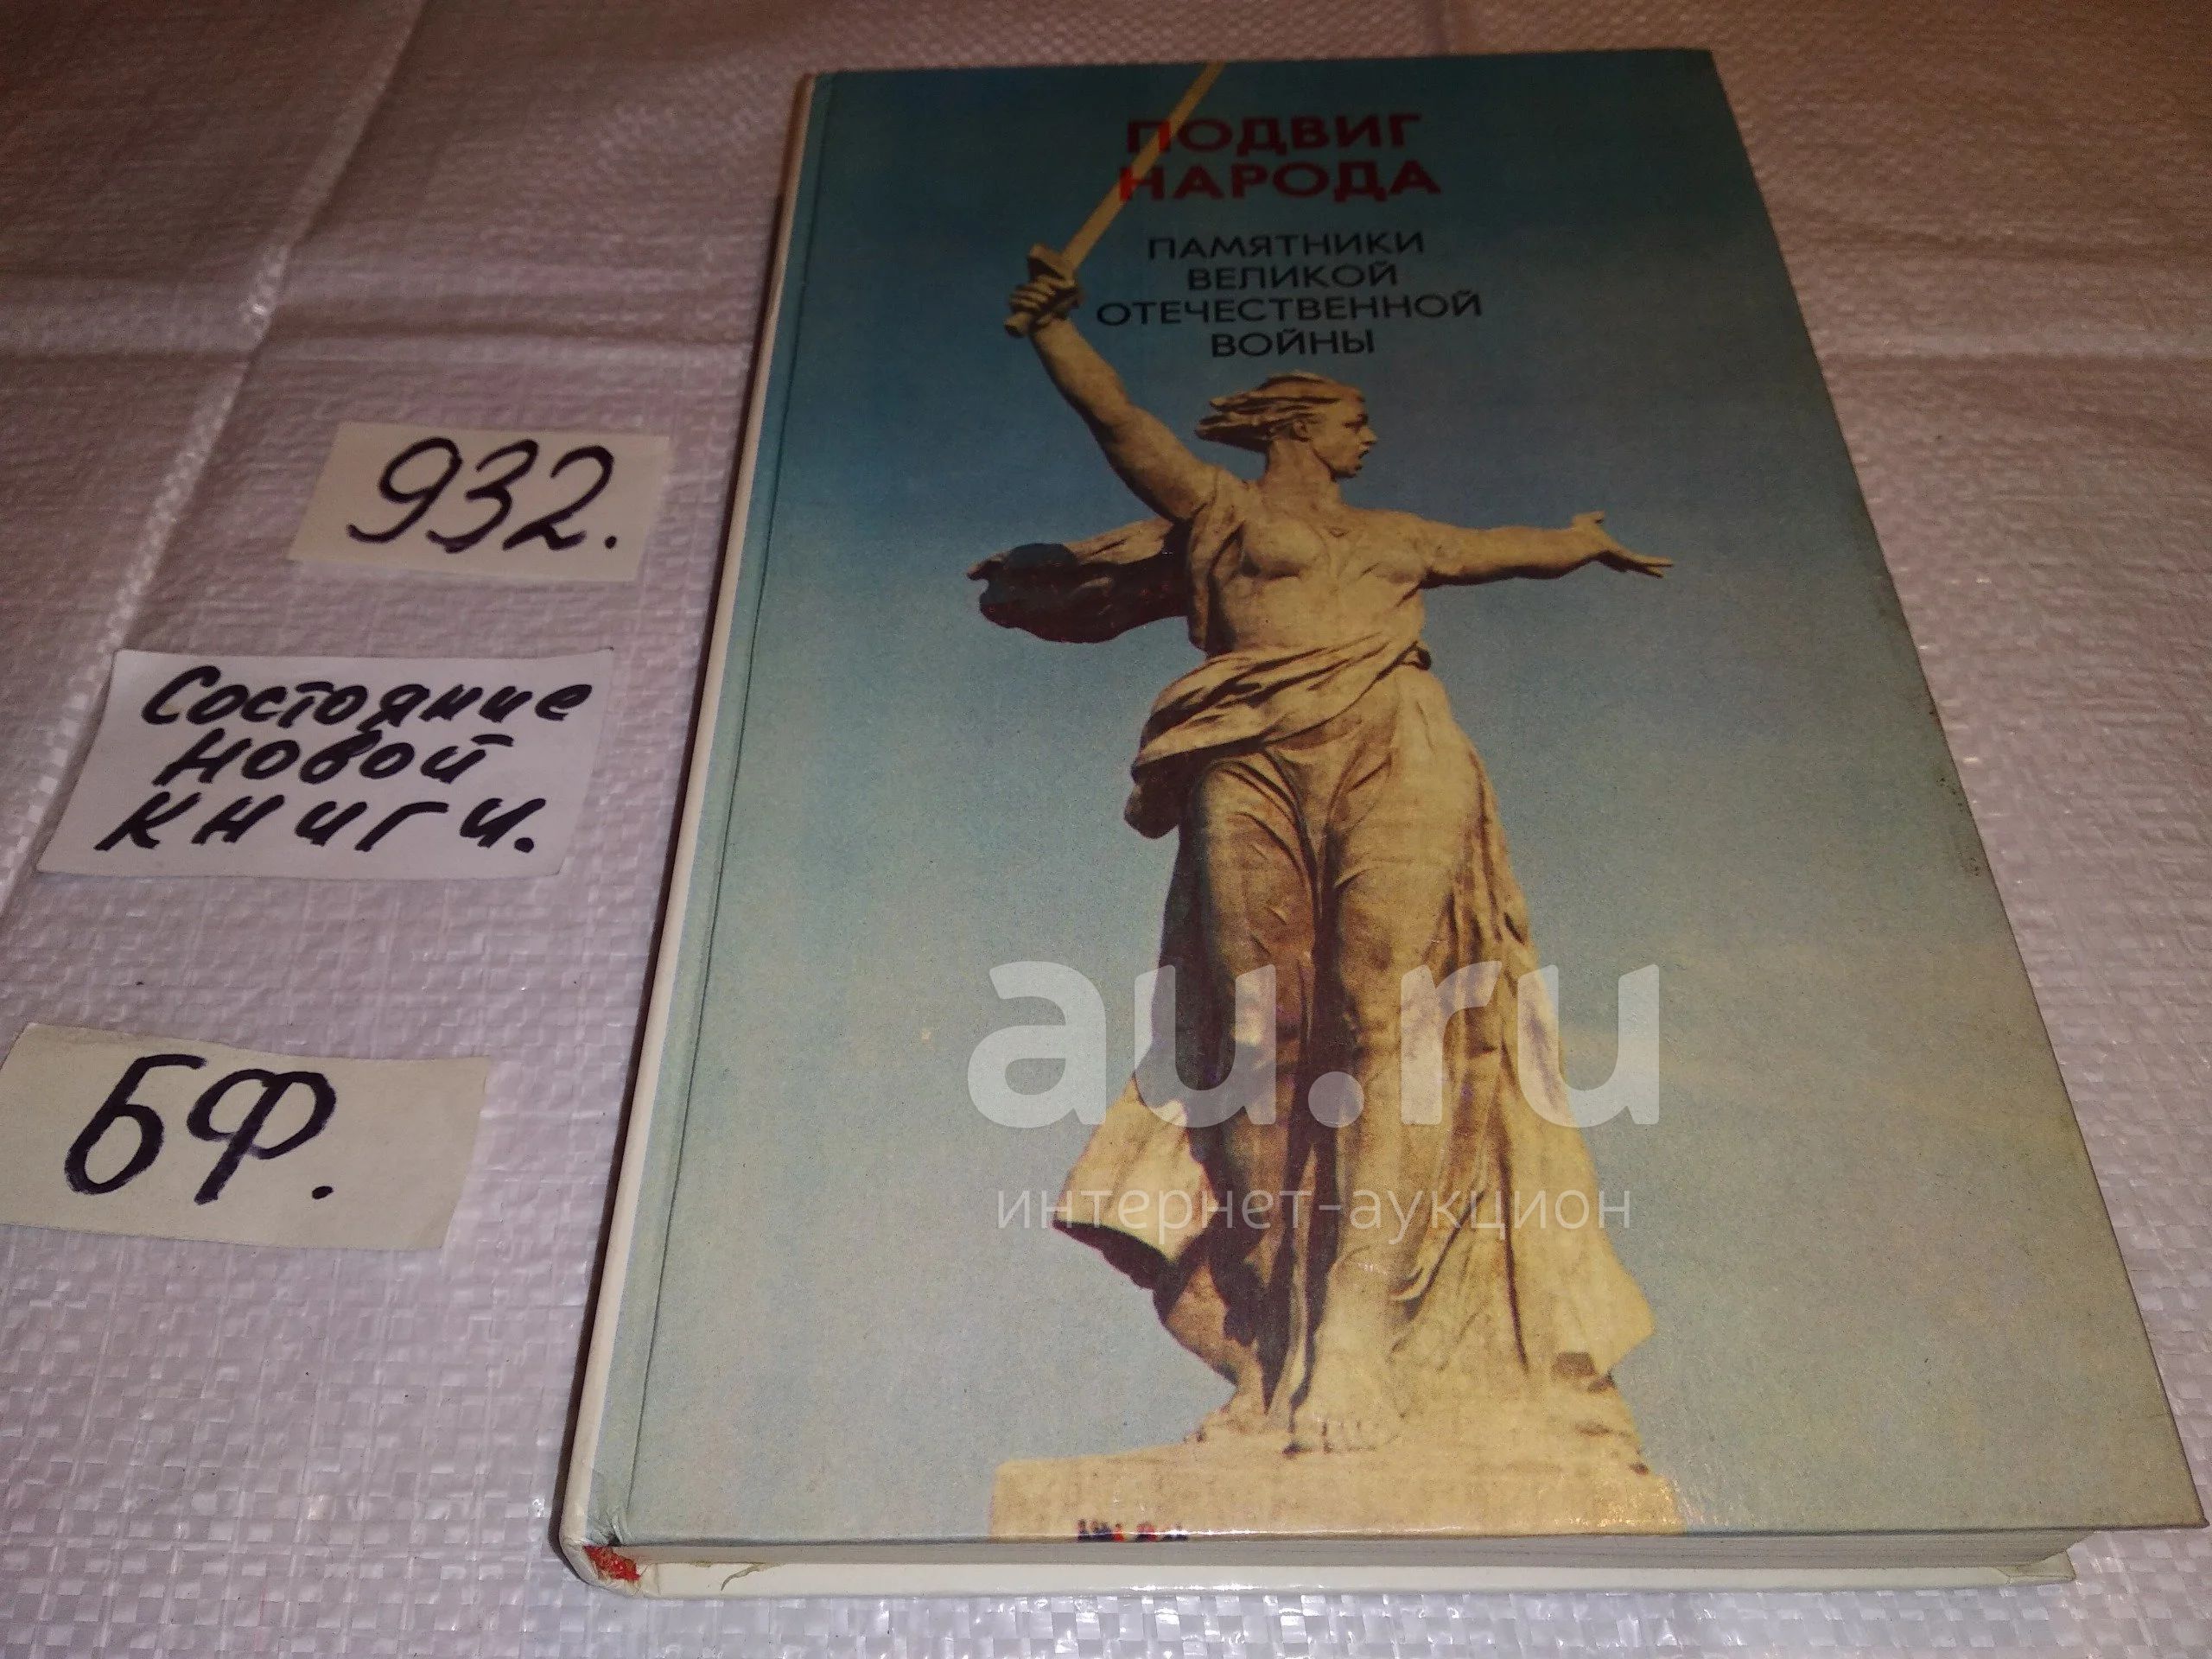 ПОДВИГ
НАРОДА
ПАМЯТНИКИ
ВЕЛИКОЙ
ОТЕЧЕСТВЕННОЙ
ВОЙНЫ
932.
Состояние
новой
книги.
БФ.
au.ru
интернет-аукцион